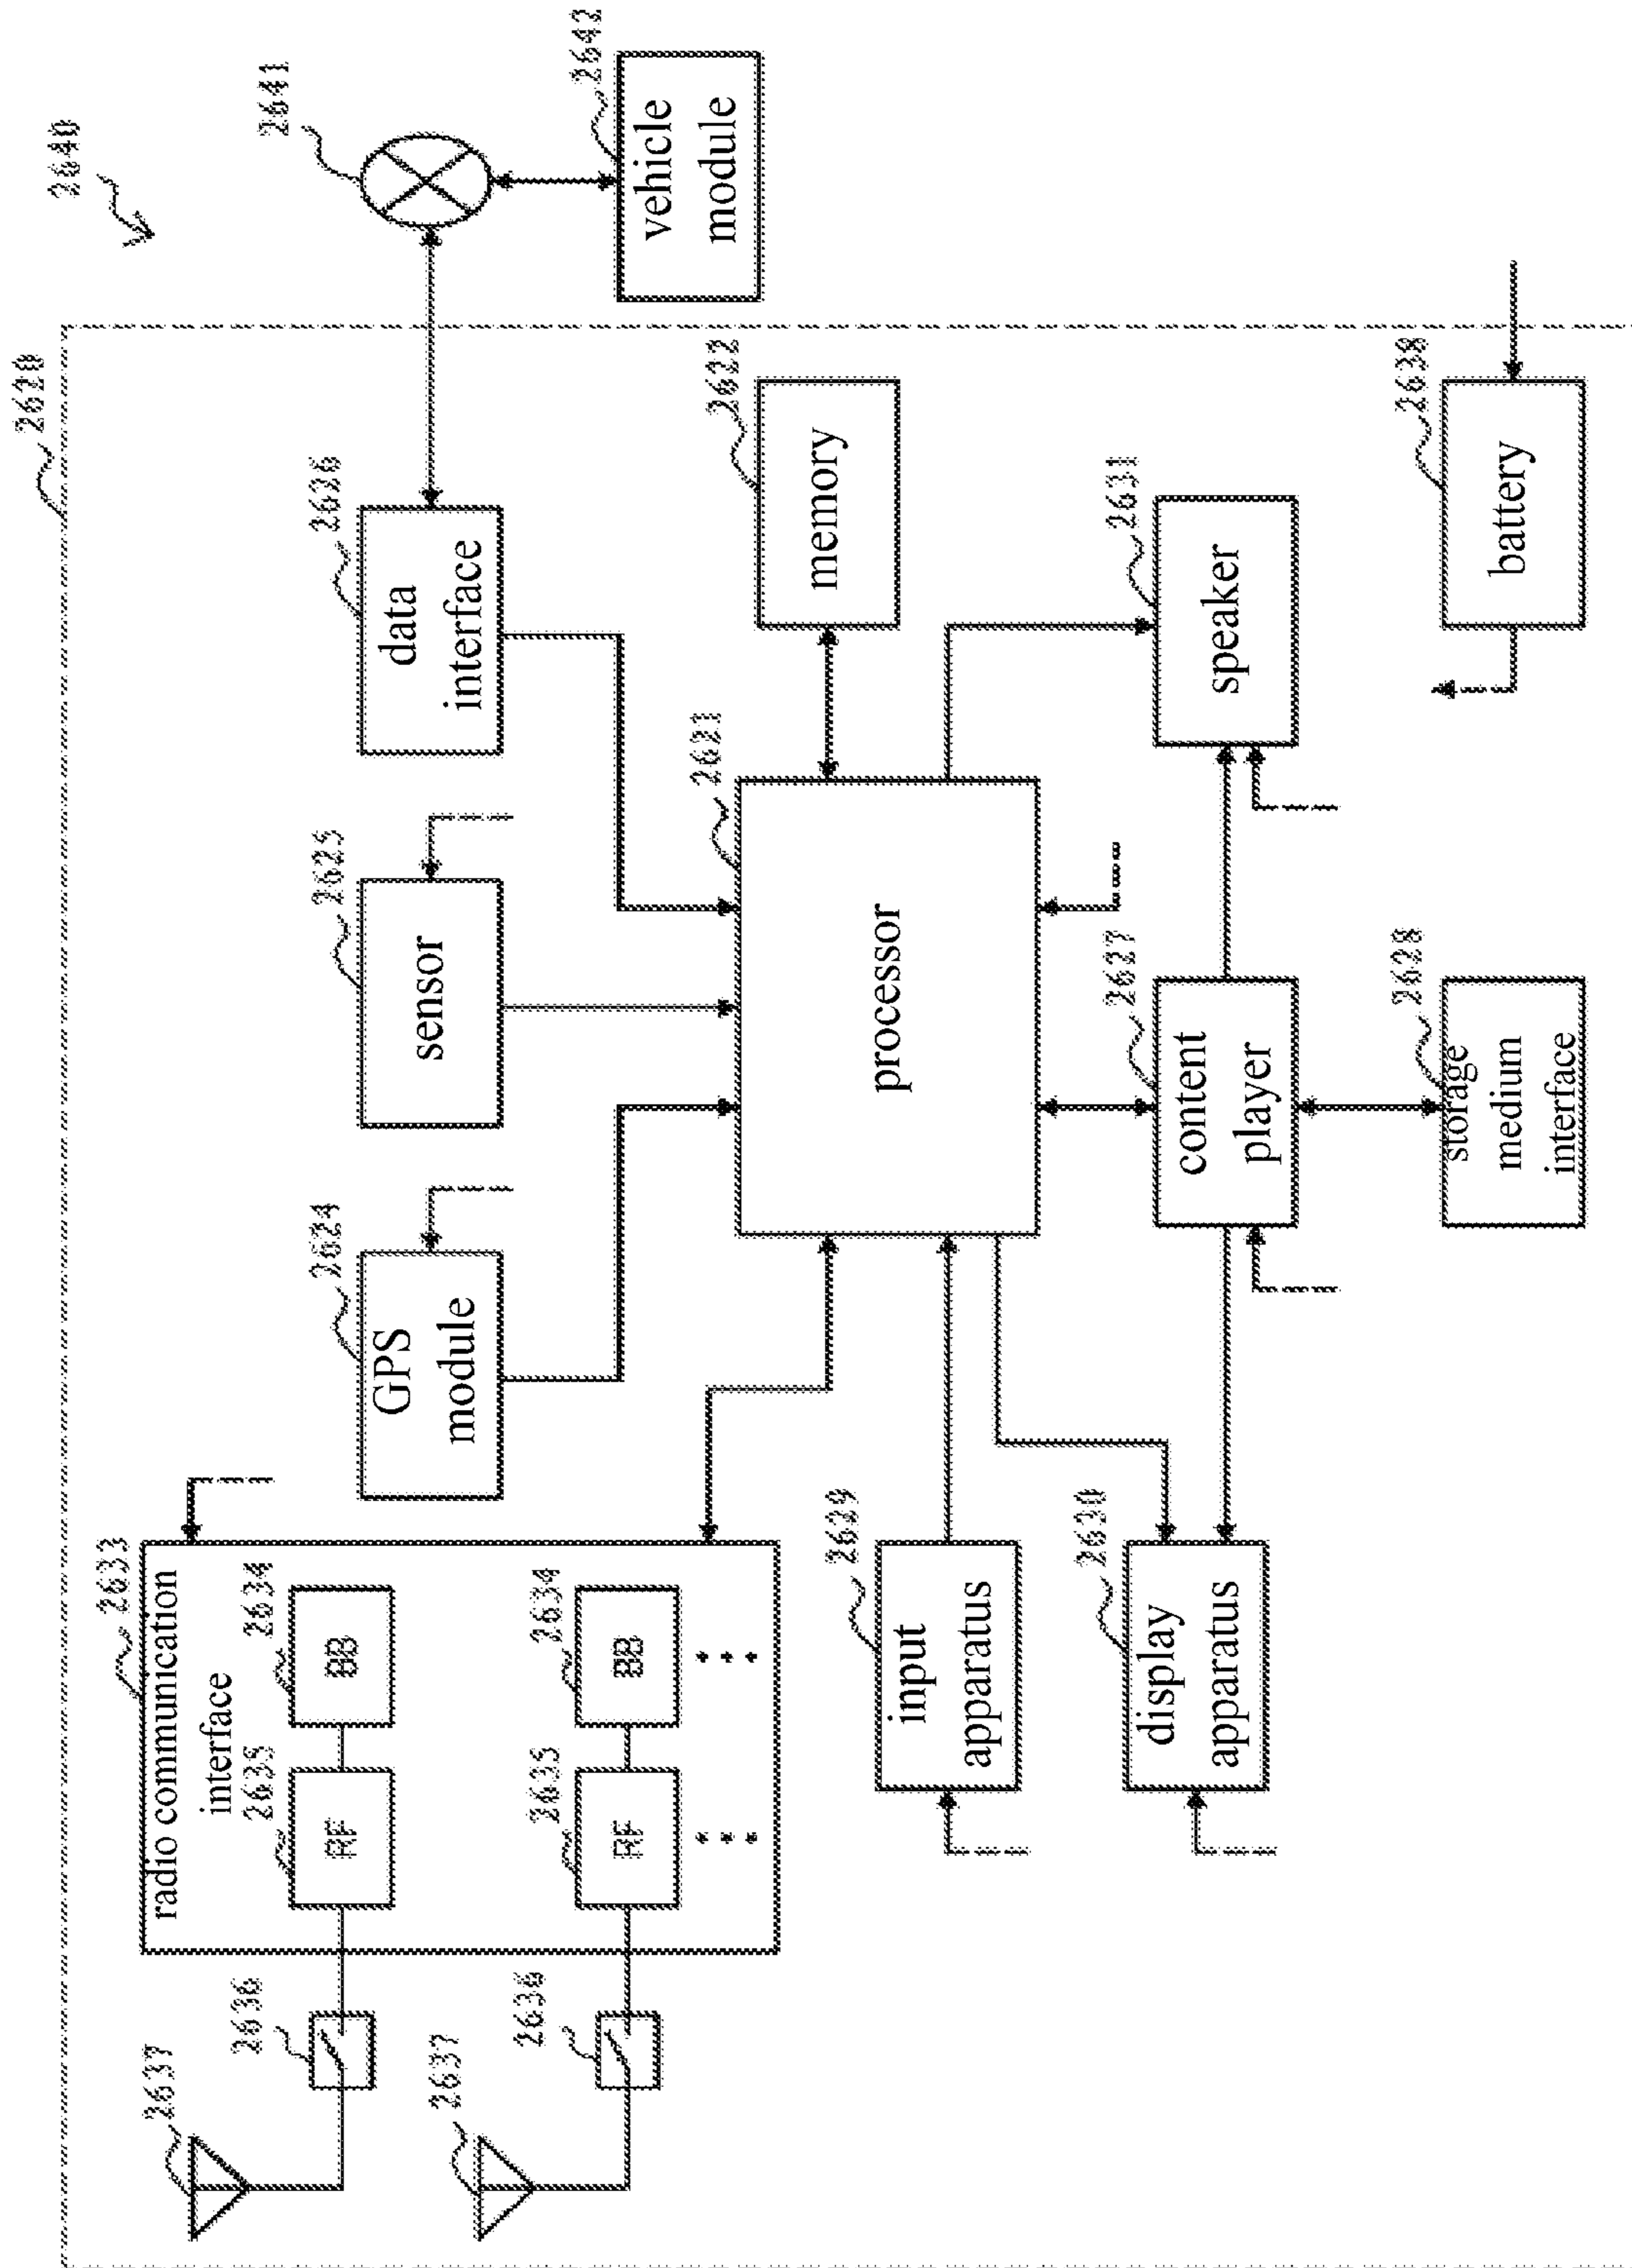 2620
2640
2633
radio communication
interface
2637
2636
2635
2634
RF
BB
2637
2636
2635
2634
RF
BB
2624
GPS
module
2625
sensor
2626
data
interface
2641
2642
vehicle
module
2621
processor
2622
memory
2629
input
apparatus
2630
display
apparatus
2627
content
player
2631
speaker
2628
storage
medium
interface
2638
battery